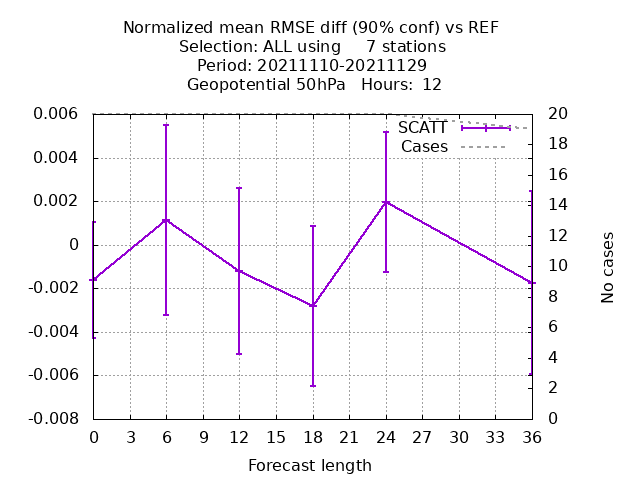 Normalized mean RMSE diff (90% conf) vs REF
Selection: ALL using 7 stations
Period: 20211110-20211129
Geopotential 50hPa Hours: 12
0.006
0.004
0.002
0
-0.002
-0.004
-0.006
-0.008
SCATT
Cases
20
18
16
14
12
10
8
6
4
2
0
No cases
0 3 6 9 12 15 18 21 24 27 30 33 36
Forecast length